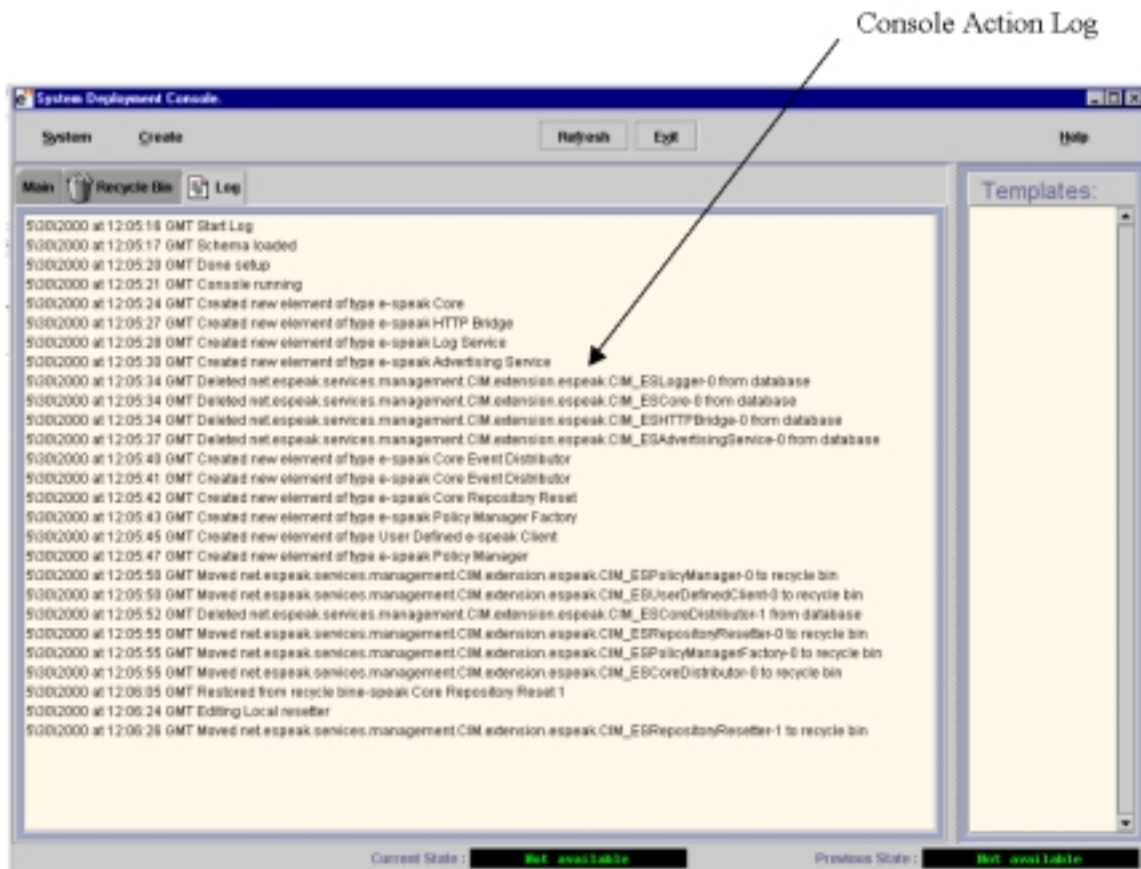 Console Action Log
System Deployment Console.
System Create Refresh Exit Help
Main Recycle Bin Log
Templates:
5\30\2000 at 12:05:16 GMT Start Log
5\30\2000 at 12:05:17 GMT Schema loaded
5\30\2000 at 12:05:20 GMT Done setup
5\30\2000 at 12:05:21 GMT Console running
5\30\2000 at 12:05:24 GMT Created new element of type e-speak Core
5\30\2000 at 12:05:27 GMT Created new element of type e-speak HTTP Bridge
5\30\2000 at 12:05:28 GMT Created new element of type e-speak Log Service
5\30\2000 at 12:05:30 GMT Created new element of type e-speak Advertising Service
5\30\2000 at 12:05:34 GMT Deleted net.espeak.services.management.CIM.extension.espeak.CIM_ESLogger-0 from database
5\30\2000 at 12:05:34 GMT Deleted net.espeak.services.management.CIM.extension.espeak.CIM_ESCore-0 from database
5\30\2000 at 12:05:34 GMT Deleted net.espeak.services.management.CIM.extension.espeak.CIM_ESHTTPBridge-0 from database
5\30\2000 at 12:05:37 GMT Deleted net.espeak.services.management.CIM.extension.espeak.CIM_ESAdvertisingService-0 from database
5\30\2000 at 12:05:40 GMT Created new element of type e-speak Core Event Distributor
5\30\2000 at 12:05:41 GMT Created new element of type e-speak Core Event Distributor
5\30\2000 at 12:05:42 GMT Created new element of type e-speak Core Repository Reset
5\30\2000 at 12:05:43 GMT Created new element of type e-speak Policy Manager Factory
5\30\2000 at 12:05:45 GMT Created new element of type User Defined e-speak Client
5\30\2000 at 12:05:47 GMT Created new element of type e-speak Policy Manager
5\30\2000 at 12:05:50 GMT Moved net.espeak.services.management.CIM.extension.espeak.CIM_ESPolicyManager-0 to recycle bin
5\30\2000 at 12:05:50 GMT Moved net.espeak.services.management.CIM.extension.espeak.CIM_ESUserDefinedClient-0 to recycle bin
5\30\2000 at 12:05:52 GMT Deleted net.espeak.services.management.CIM.extension.espeak.CIM_ESCoreDistributor-1 from database
5\30\2000 at 12:05:55 GMT Moved net.espeak.services.management.CIM.extension.espeak.CIM_ESRepositoryResetter-0 to recycle bin
5\30\2000 at 12:05:55 GMT Moved net.espeak.services.management.CIM.extension.espeak.CIM_ESPolicyManagerFactory-0 to recycle bin
5\30\2000 at 12:05:55 GMT Moved net.espeak.services.management.CIM.extension.espeak.CIM_ESCoreDistributor-0 to recycle bin
5\30\2000 at 12:06:05 GMT Restored from recycle bine-speak Core Repository Reset 1
5\30\2000 at 12:06:24 GMT Editing Local resetter
5\30\2000 at 12:06:26 GMT Moved net.espeak.services.management.CIM.extension.espeak.CIM_ESRepositoryResetter-1 to recycle bin
Current State : Not available Previous State : Not available